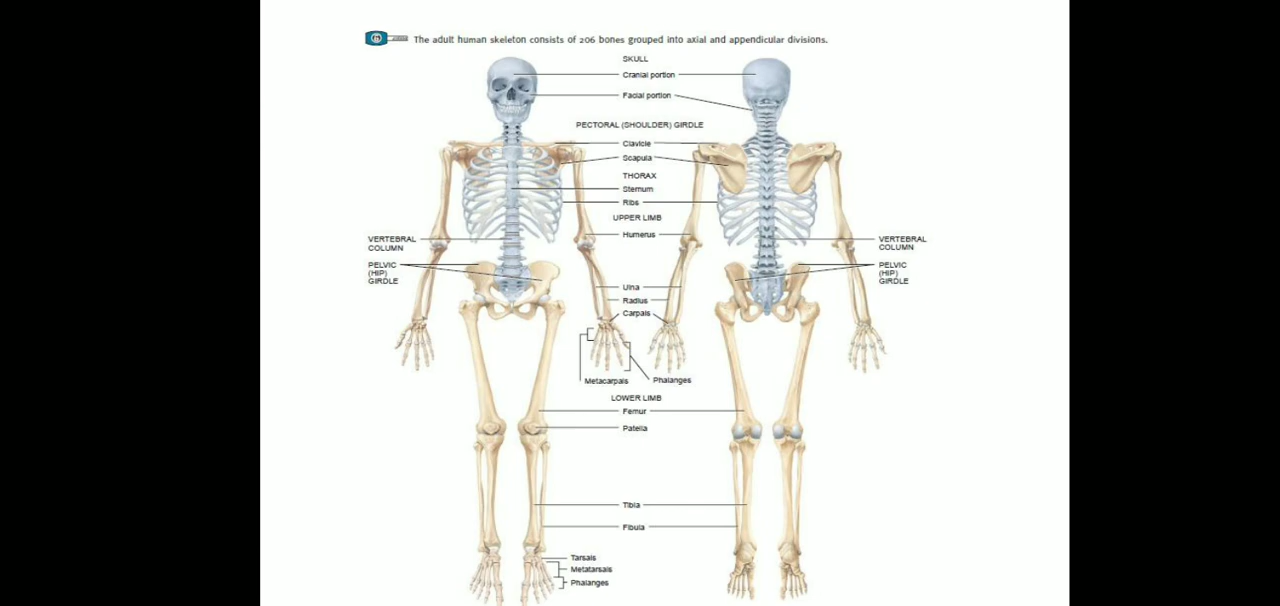 The adult human skeleton consists of 206 bones grouped into axial and appendicular divisions.
SKULL
Cranial portion
Facial portion
PECTORAL (SHOULDER) GIRDLE
Clavicle
Scapula
THORAX
Sternum
Ribs
UPPER LIMB
Humerus
VERTEBRAL
COLUMN
VERTEBRAL
COLUMN
PELVIC
(HIP)
GIRDLE
PELVIC
(HIP)
GIRDLE
Ulna
Radius
Carpals
Metacarpals
Phalanges
LOWER LIMB
Femur
Patella
Tibia
Fibula
Tarsals
Metatarsals
Phalanges